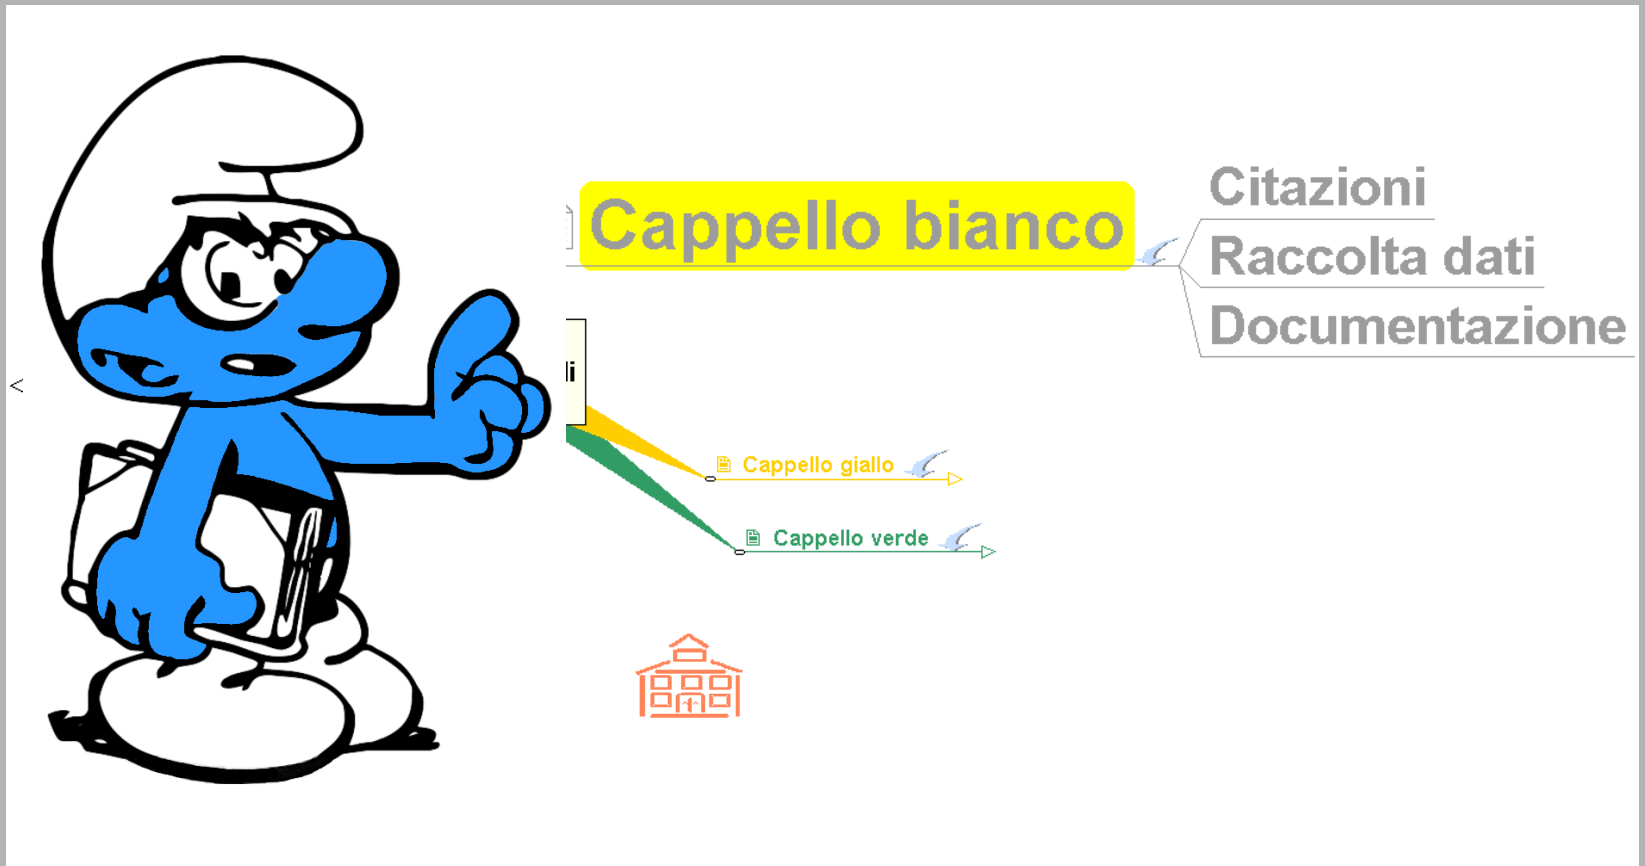 Citazioni
Cappello bianco
Raccolta dati
Documentazione
<
Cappello giallo
Cappello verde